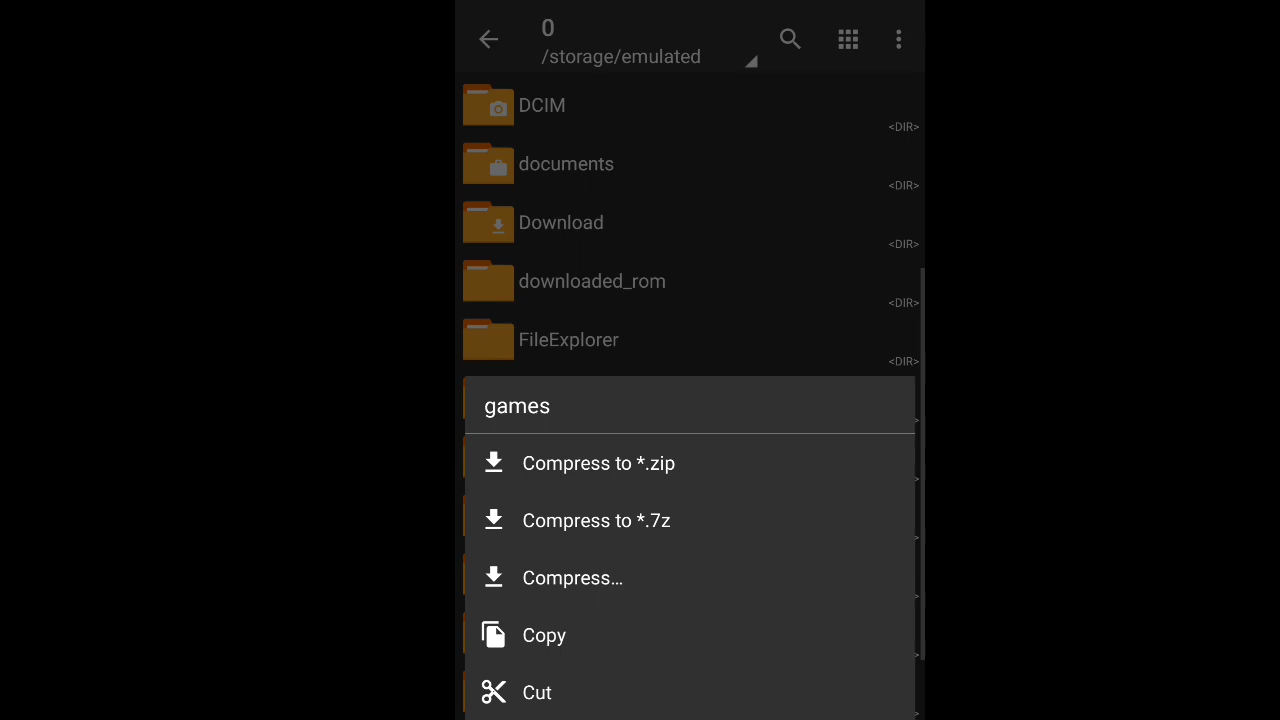 0
/storage/emulated
DCIM
<DIR>
documents
<DIR>
Download
<DIR>
downloaded_rom
<DIR>
FileExplorer
<DIR>
games
Compress to *.zip
Compress to *.7z
Compress...
Copy
Cut